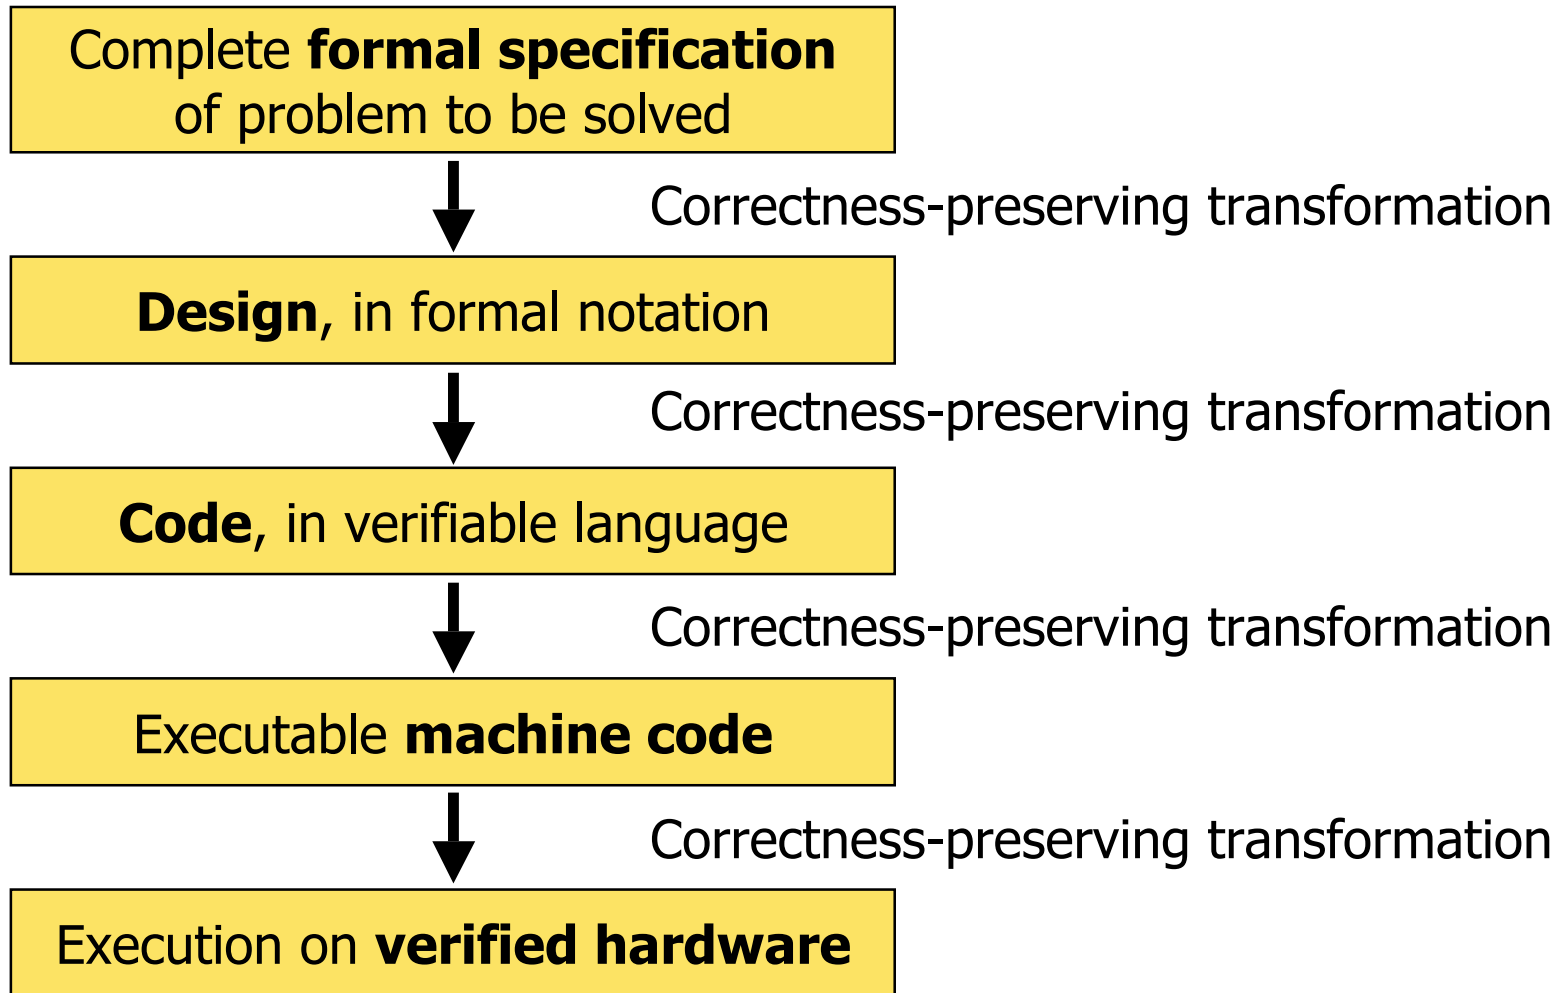 Complete formal specification
of problem to be solved
Correctness-preserving transformation
Design, in formal notation
Correctness-preserving transformation
Code, in verifiable language
Correctness-preserving transformation
Executable machine code
Correctness-preserving transformation
Execution on verified hardware